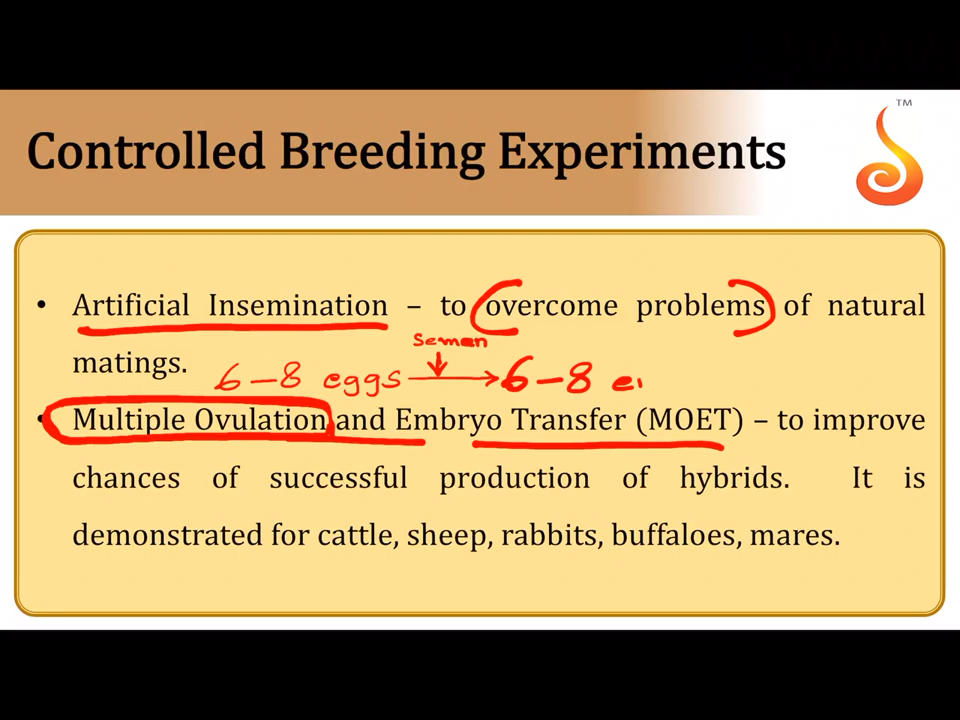 Controlled Breeding Experiments
TM
• Artificial Insemination – to overcome problems of natural
matings.
semen
6–8 eggs → 6–8
• Multiple Ovulation and Embryo Transfer (MOET) – to improve
chances of successful production of hybrids. It is
demonstrated for cattle, sheep, rabbits, buffaloes, mares.